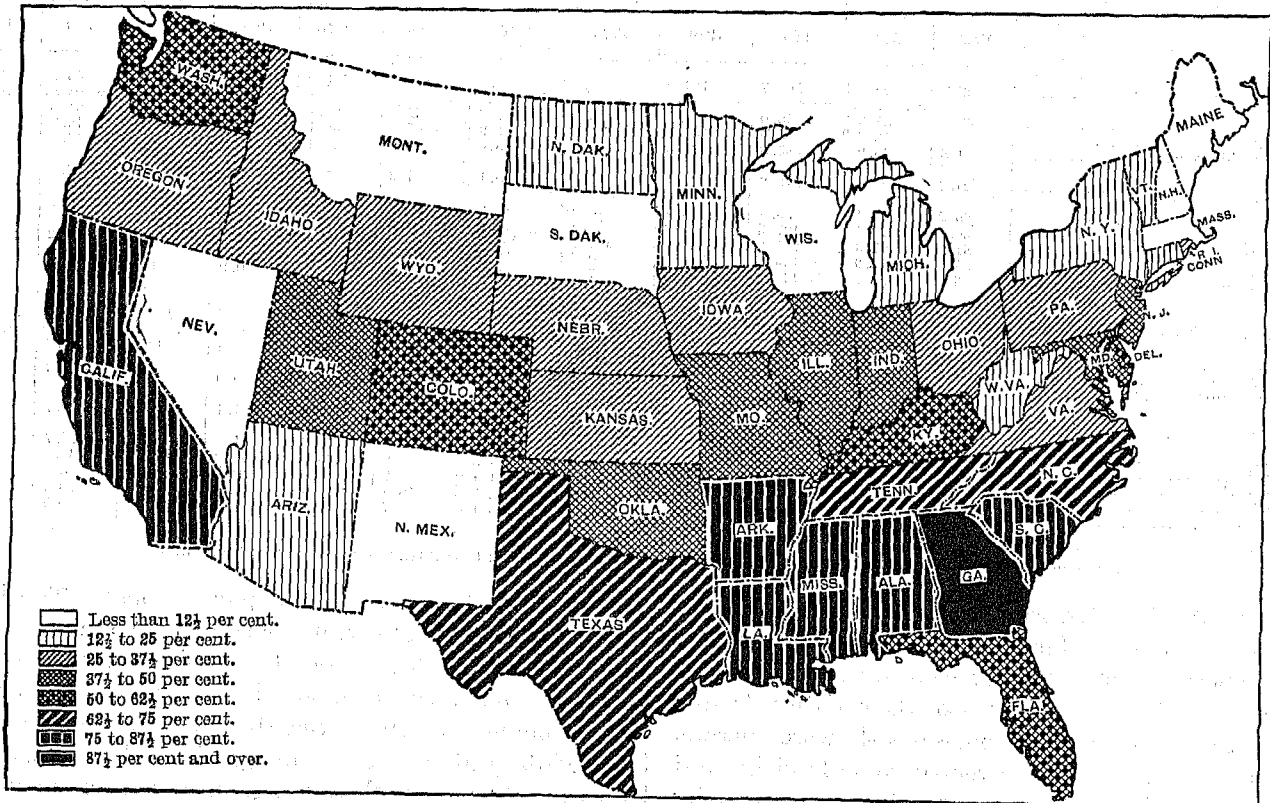 WASH.
MONT.
N. DAK.
MINN.
MAINE
OREGON
IDAHO
S. DAK.
WIS.
MICH.
VT.
N.H.
MASS.
N. Y.
R. I.
CONN
WYO.
NEV.
NEBR.
IOWA
PA.
N. J.
UTAH
COLO.
ILL.
IND.
OHIO
MD.
DEL.
CALIF.
KANSAS.
MO.
KY.
W. VA.
VA.
ARIZ.
N. MEX.
OKLA.
ARK.
TENN.
N. C.
S. C.
TEXAS
LA.
MISS.
ALA.
GA.
FLA.
Less than 12½ per cent.
12½ to 25 per cent.
25 to 37½ per cent.
37½ to 50 per cent.
50 to 62½ per cent.
62½ to 75 per cent.
75 to 87½ per cent.
87½ per cent and over.